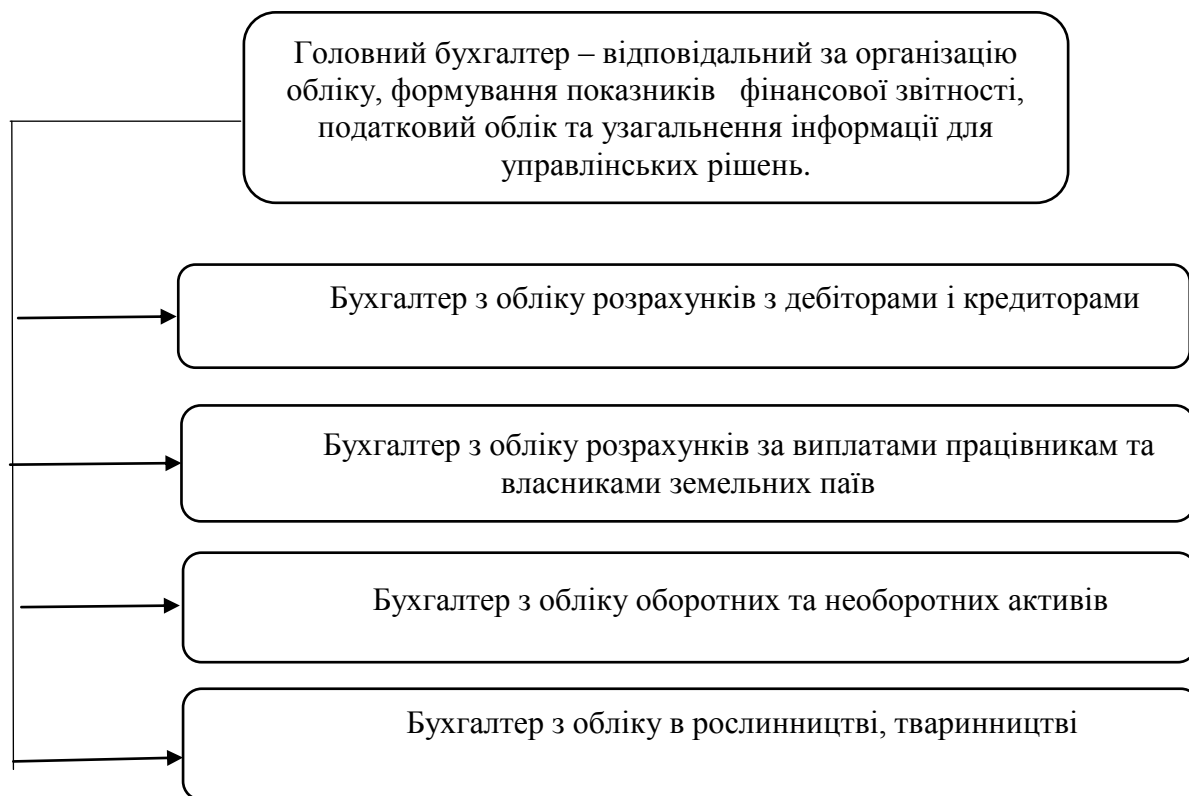 Головний бухгалтер – відповідальний за організацію
обліку, формування показників фінансової звітності,
податковий облік та узагальнення інформації для
управлінських рішень.
Бухгалтер з обліку розрахунків з дебіторами і кредиторами
Бухгалтер з обліку розрахунків за виплатами працівникам та
власниками земельних паїв
Бухгалтер з обліку оборотних та необоротних активів
Бухгалтер з обліку в рослинництві, тваринництві